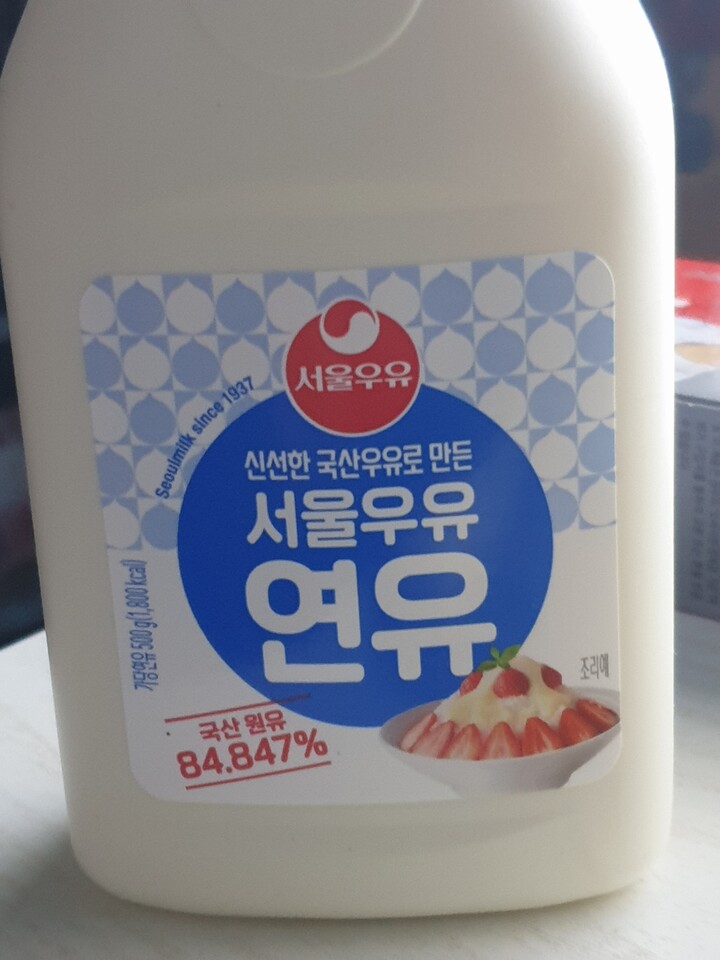 서울우유
Seoulmilk since 1937
신선한 국산우유로 만든
서울우유
연유
가당연유 500 g(1,800 kcal)
조리예
국산 원유
84.847%